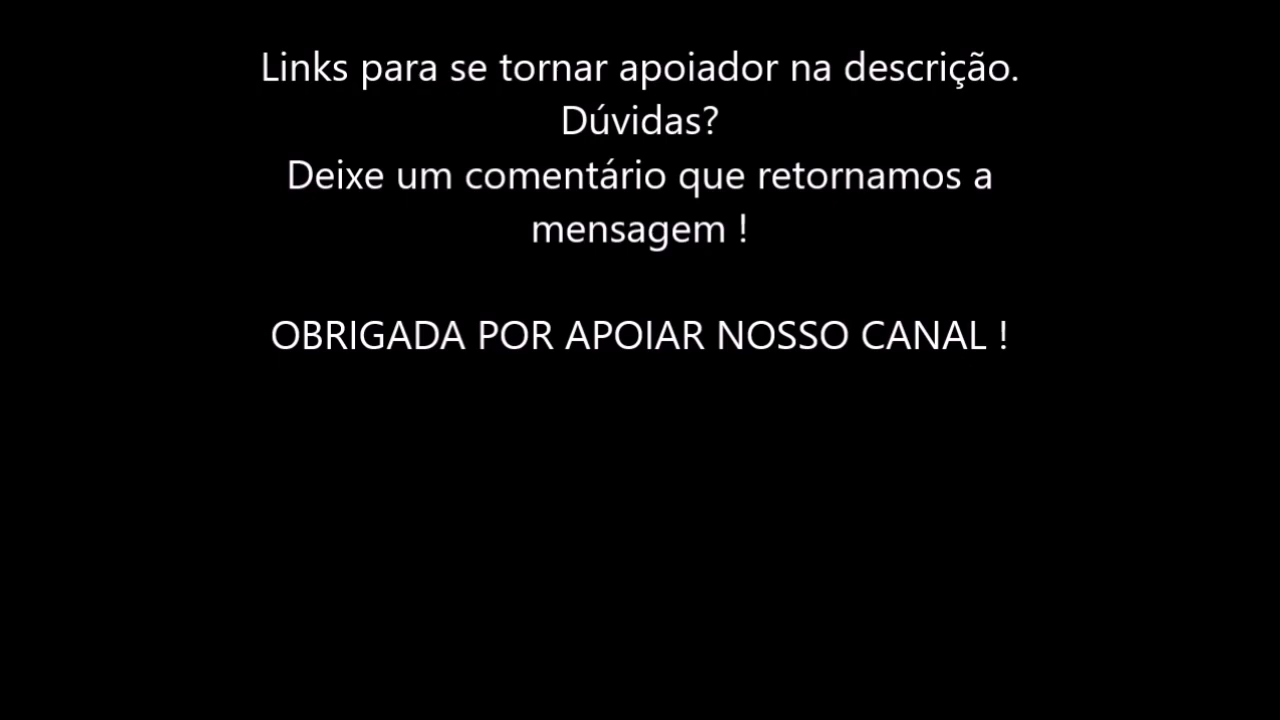 Links para se tornar apoiador na descrição.
Dúvidas?
Deixe um comentário que retornamos a
mensagem !
OBRIGADA POR APOIAR NOSSO CANAL !